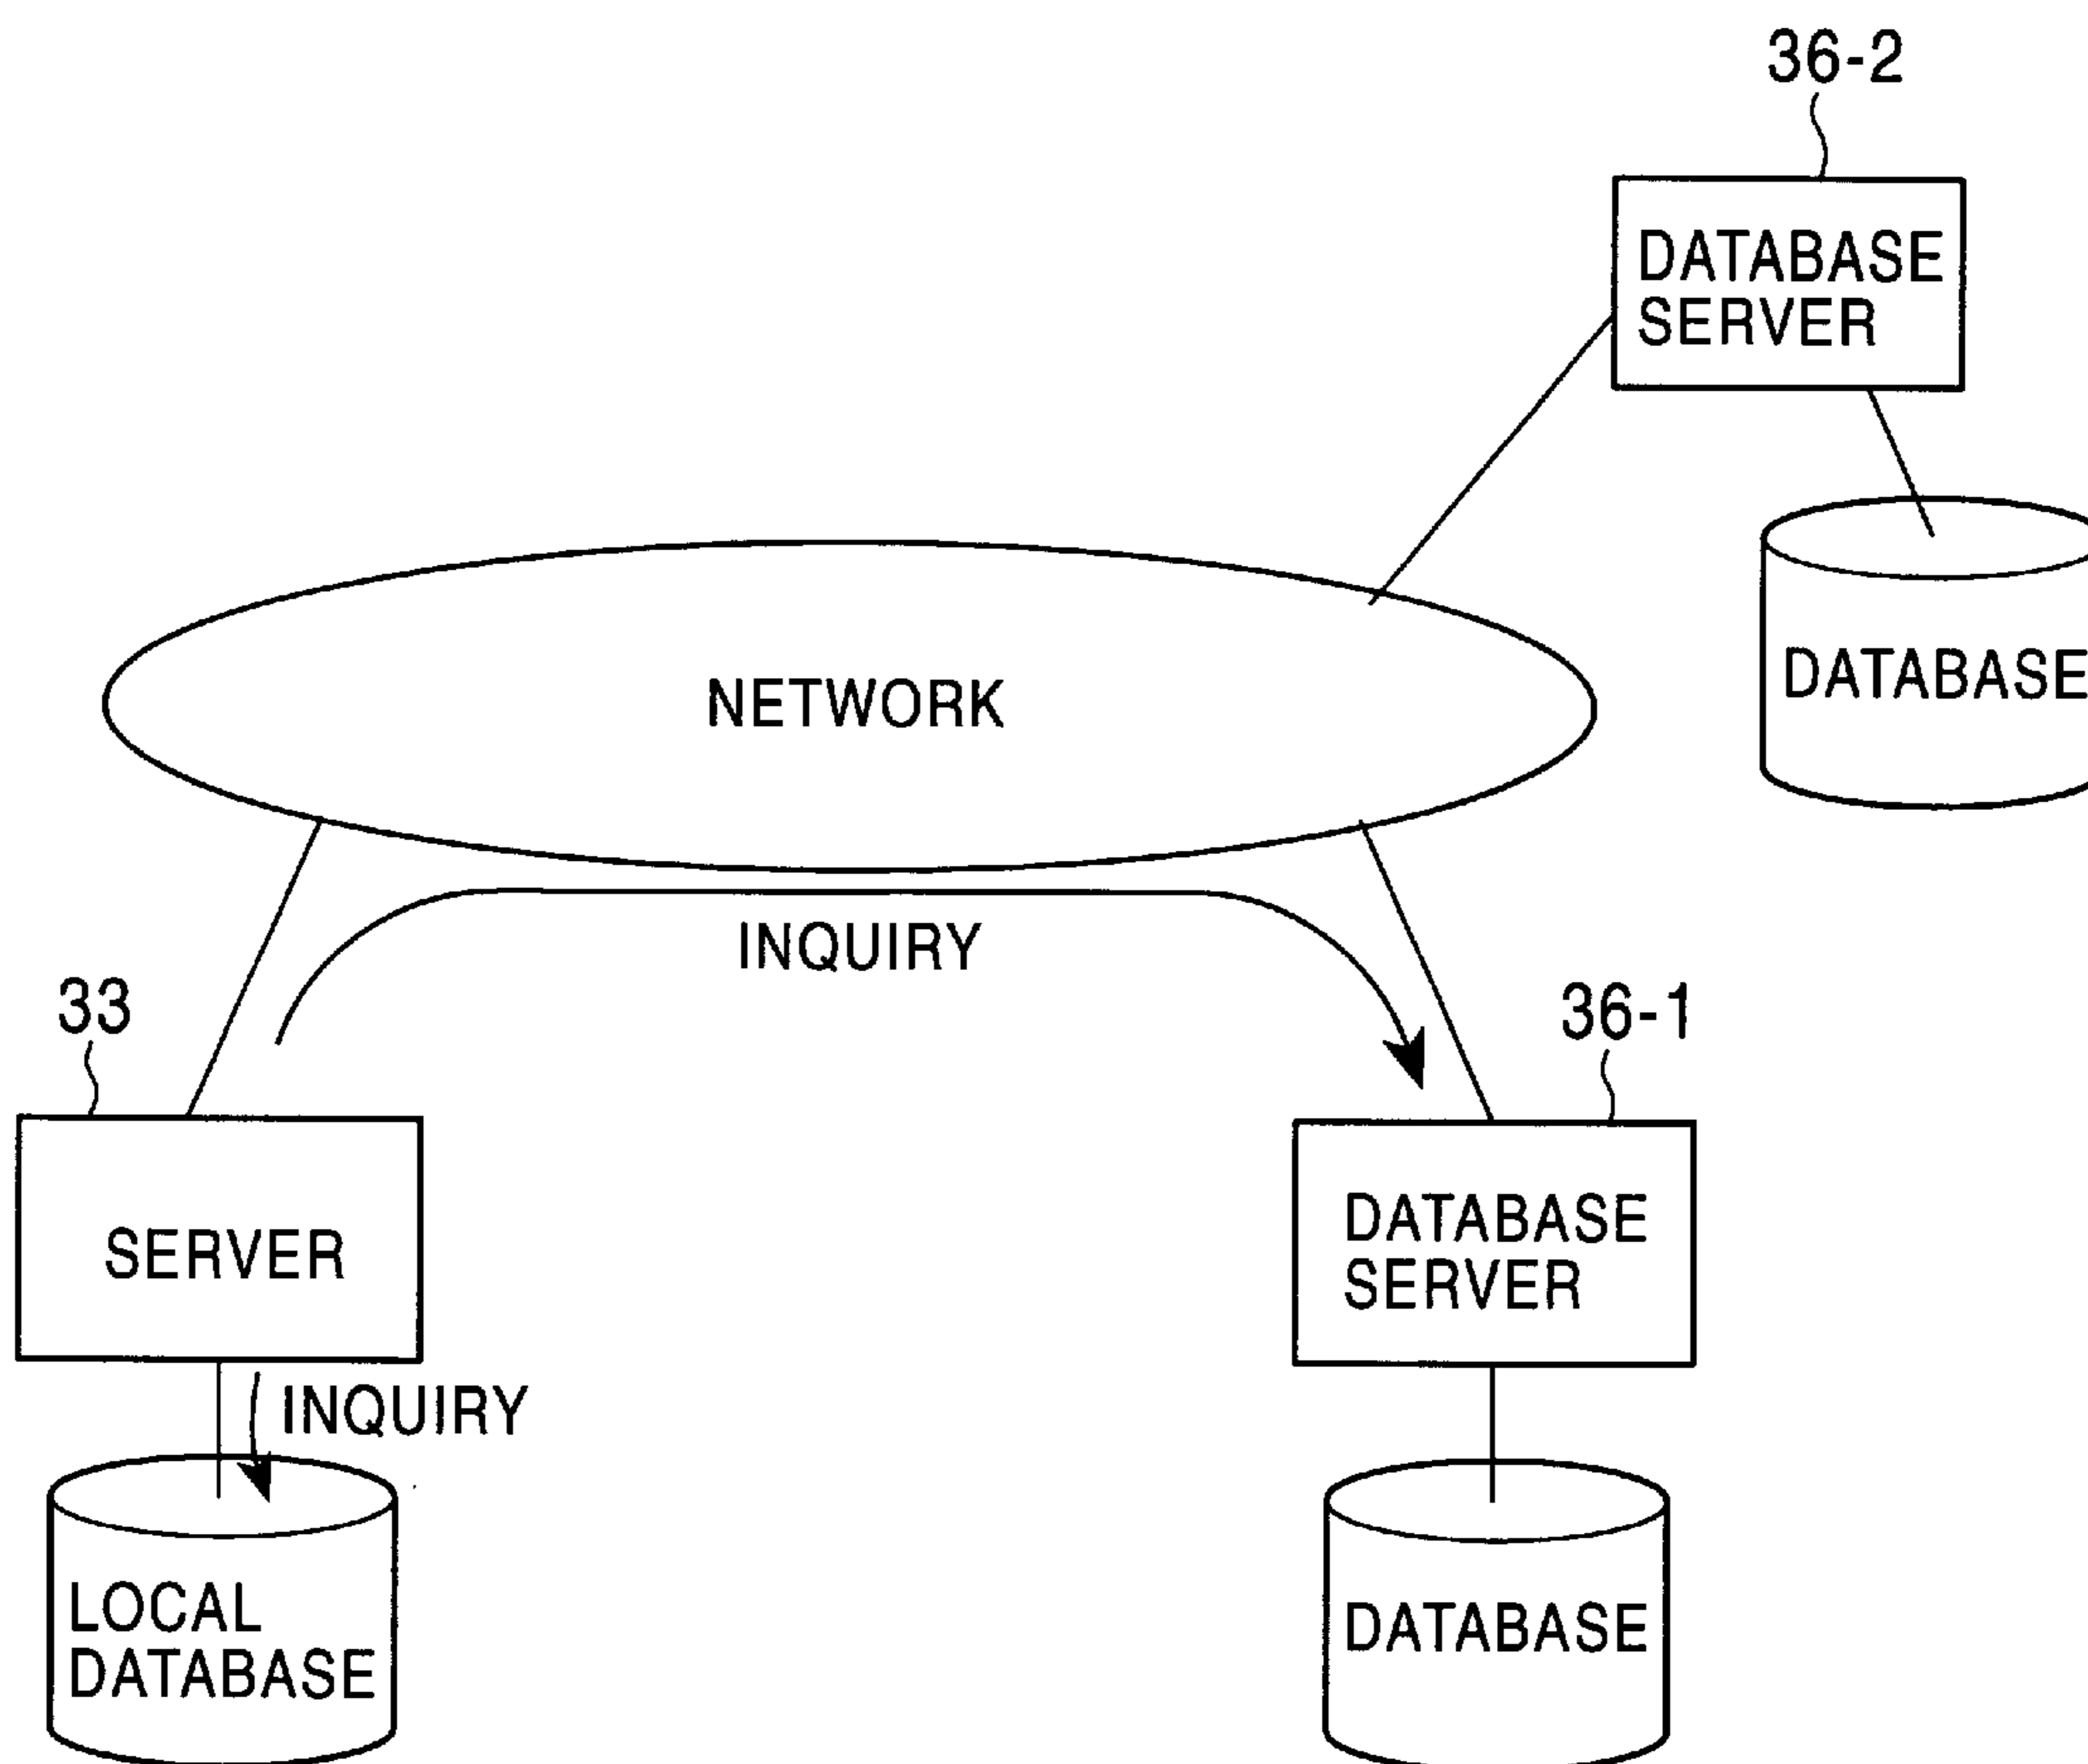 36-2
DATABASE
SERVER
DATABASE
NETWORK
INQUIRY
33
36-1
SERVER
DATABASE
SERVER
INQUIRY
LOCAL
DATABASE
DATABASE